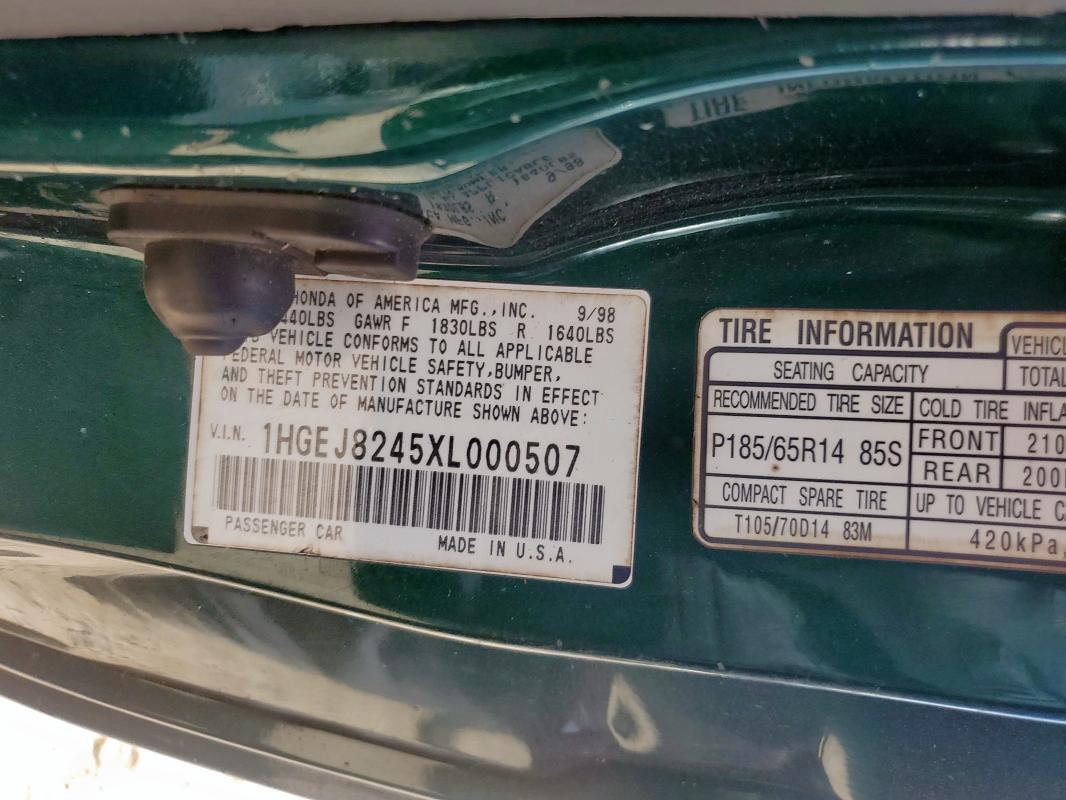 HONDA OF AMERICA MFG.,INC. 9/98
440LBS GAWR F 1830LBS R 1640LBS
VEHICLE CONFORMS TO ALL APPLICABLE
FEDERAL MOTOR VEHICLE SAFETY,BUMPER,
AND THEFT PREVENTION STANDARDS IN EFFECT
ON THE DATE OF MANUFACTURE SHOWN ABOVE:
V.I.N. 1HGEJ8245XL000507
PASSENGER CAR
MADE IN U.S.A.
TIRE INFORMATION
SEATING CAPACITY
TOTAL
RECOMMENDED TIRE SIZE
COLD TIRE
P185/65R14 85S
FRONT 210
REAR 200
COMPACT SPARE TIRE
UP TO VEHICLE
T105/70D14 83M
420kPa,